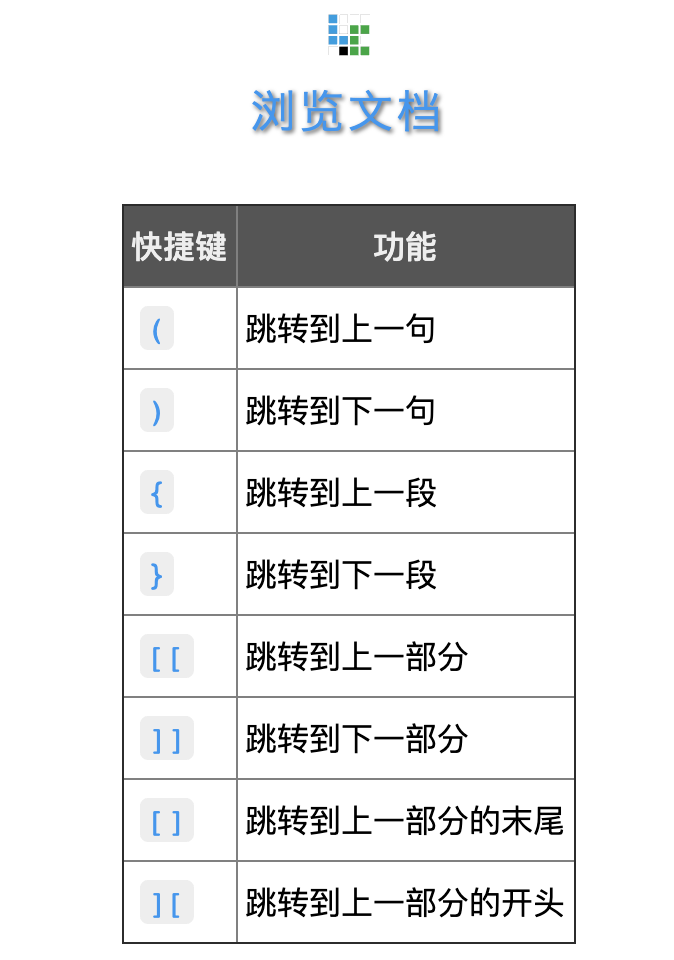 浏览文档
快捷键 功能
( 跳转到上一句
) 跳转到下一句
{ 跳转到上一段
} 跳转到下一段
[[ 跳转到上一部分
]] 跳转到下一部分
[] 跳转到上一部分的末尾
][ 跳转到上一部分的开头